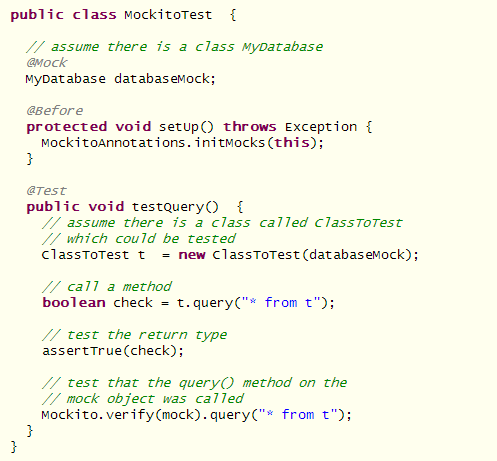 public class MockitoTest  {

  // assume there is a class MyDatabase
  @Mock
  MyDatabase databaseMock;

  @Before
  protected void setUp() throws Exception {
    MockitoAnnotations.initMocks(this);
  }

  @Test
  public void testQuery()  {
    // assume there is a class called ClassToTest
    // which could be tested
    ClassToTest t  = new ClassToTest(databaseMock);

    // call a method
    boolean check = t.query("* from t");

    // test the return type
    assertTrue(check);

    // test that the query() method on the
    // mock object was called
    Mockito.verify(mock).query("* from t");
  }
}